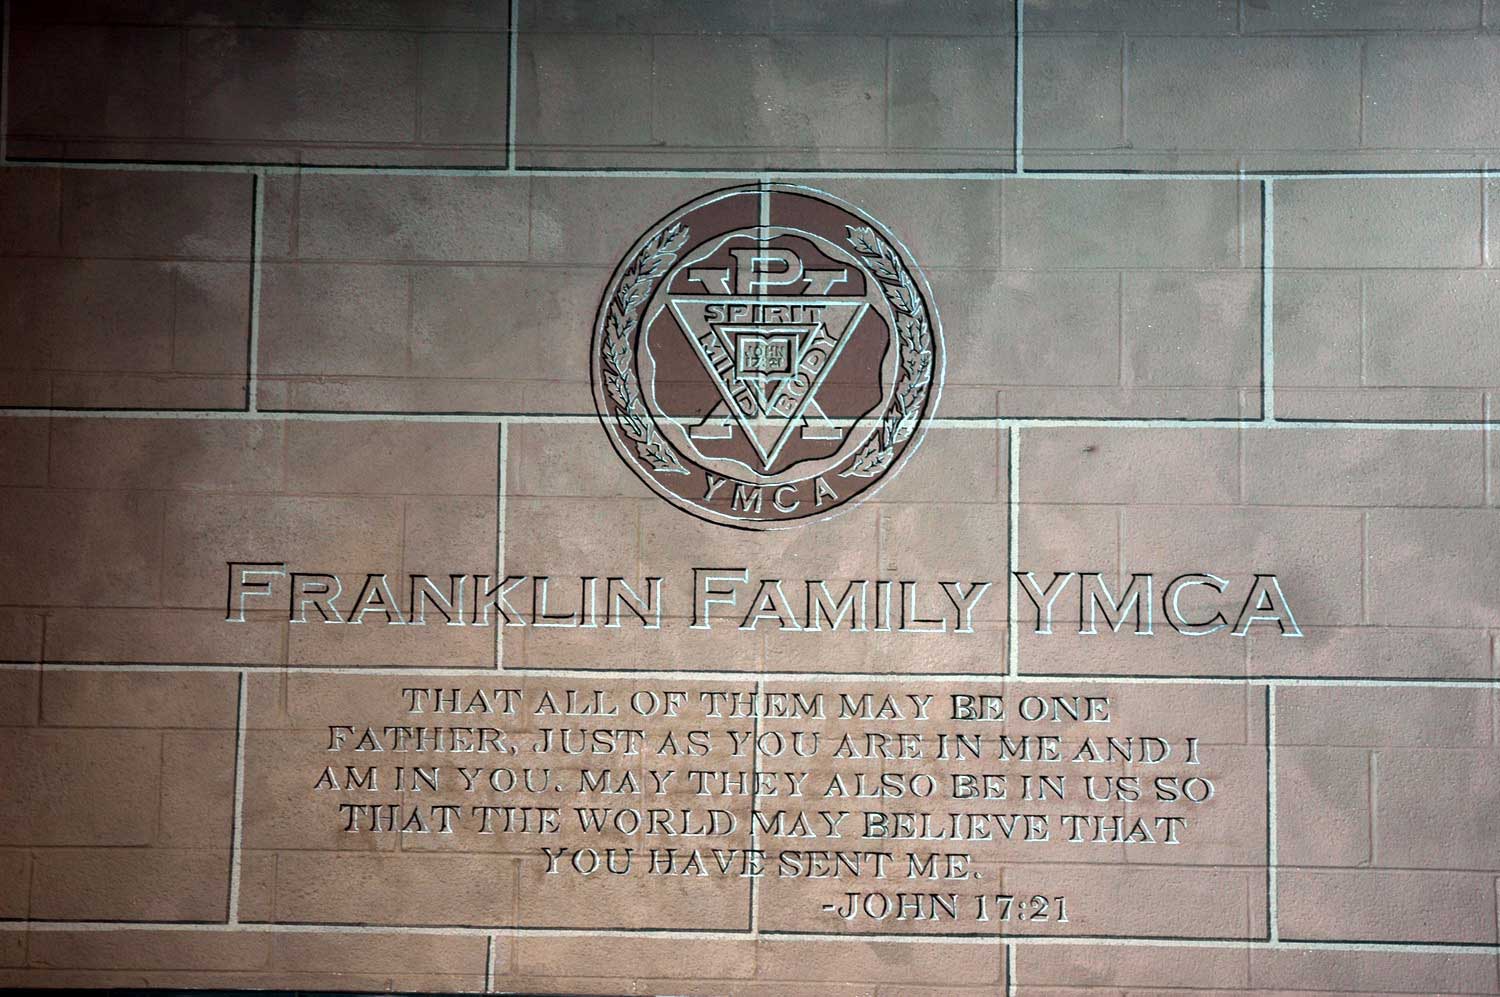 P
X
SPIRIT
MIND
BODY
JOHN
17:21
YMCA
FRANKLIN FAMILY YMCA
THAT ALL OF THEM MAY BE ONE
FATHER, JUST AS YOU ARE IN ME AND I
AM IN YOU. MAY THEY ALSO BE IN US SO
THAT THE WORLD MAY BELIEVE THAT
YOU HAVE SENT ME.
-JOHN 17:21